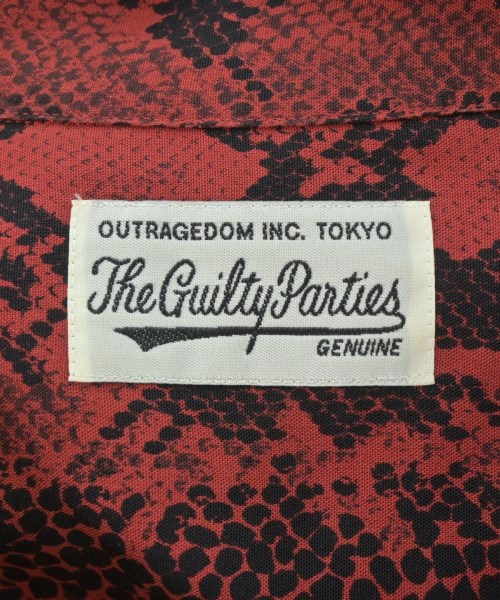 OUTRAGEDOM INC. TOKYO
The Guilty Parties
GENUINE